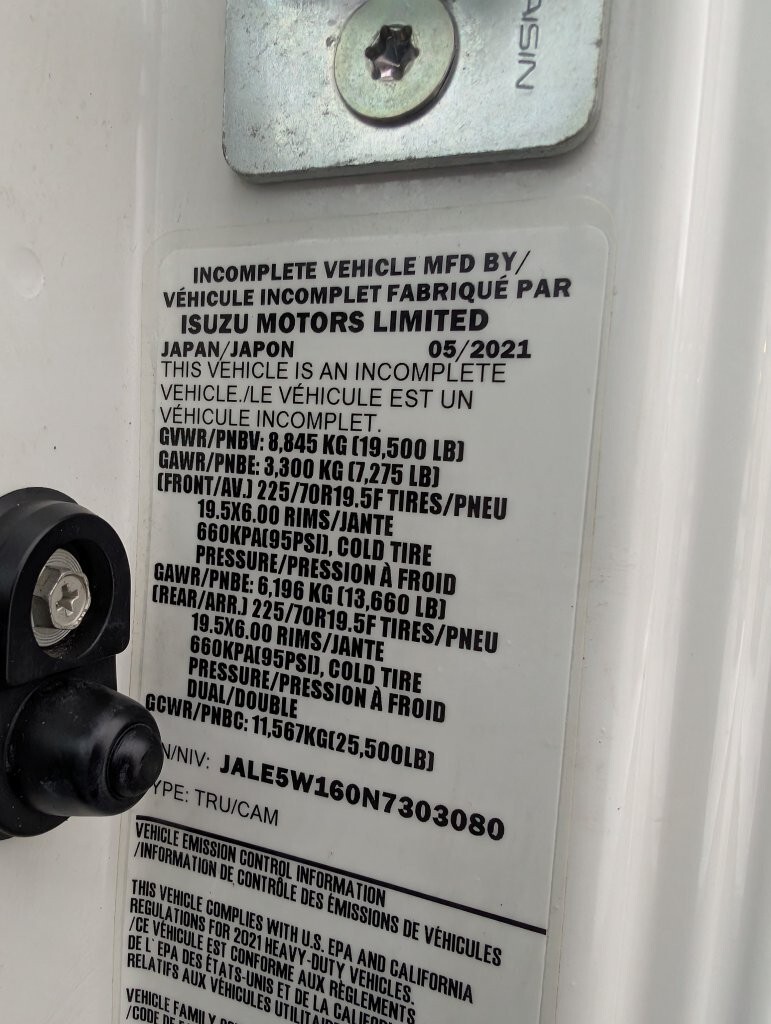 AISIN
INCOMPLETE VEHICLE MFD BY/
VÉHICULE INCOMPLET FABRIQUÉ PAR
ISUZU MOTORS LIMITED
JAPAN/JAPON 05/2021
THIS VEHICLE IS AN INCOMPLETE
VEHICLE./LE VÉHICULE EST UN
VÉHICULE INCOMPLET.
GVWR/PNBV: 8,845 KG (19,500 LB)
GAWR/PNBE: 3,300 KG (7,275 LB)
(FRONT/AV.) 225/70R19.5F TIRES/PNEU
19.5X6.00 RIMS/JANTE
660KPA(95PSI), COLD TIRE
PRESSURE/PRESSION À FROID
GAWR/PNBE: 6,196 KG (13,660 LB)
(REAR/ARR.) 225/70R19.5F TIRES/PNEU
19.5X6.00 RIMS/JANTE
660KPA(95PSI), COLD TIRE
PRESSURE/PRESSION À FROID
DUAL/DOUBLE
GCWR/PNBC: 11,567KG(25,500LB)
N/NIV: JALE5W160N7303080
YPE: TRU/CAM
VEHICLE EMISSION CONTROL INFORMATION
/INFORMATION DE CONTRÔLE DES ÉMISSIONS DE VÉHICULES
THIS VEHICLE COMPLIES WITH U.S. EPA AND CALIFORNIA
REGULATIONS FOR 2021 HEAVY-DUTY VEHICLES.
/CE VÉHICULE EST CONFORME AUX RÈGLEMENTS
DE L'EPA DES ÉTATS-UNIS ET DE LA CALIFOR
RELATIFS AUX VÉHICULES UTILITAIR
VEHICLE FAMILY
/CODE DE